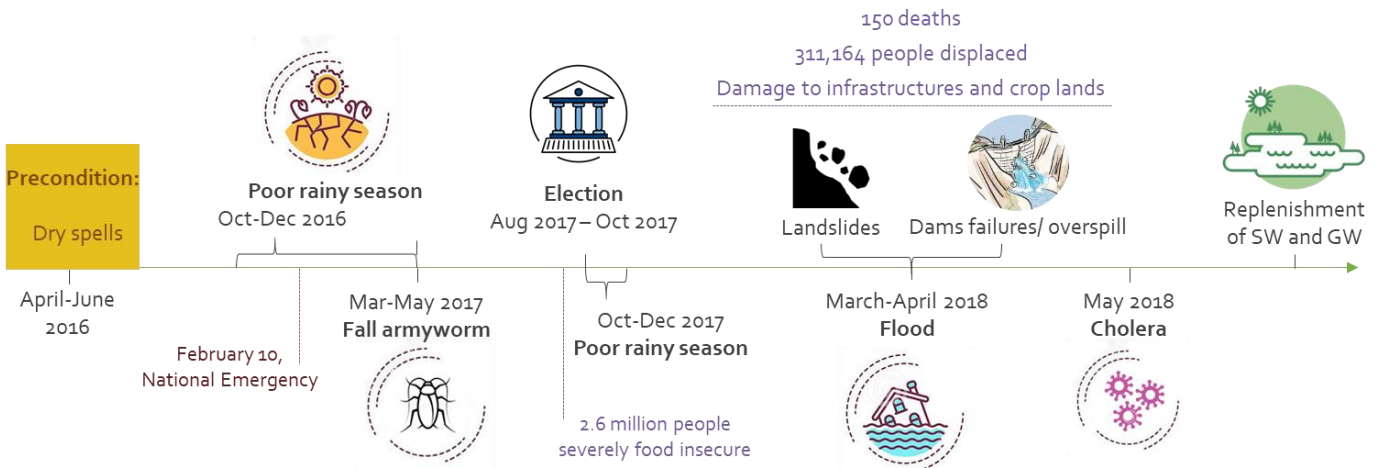 150 deaths
311,164 people displaced
Damage to infrastructures and crop lands
Precondition:
Dry spells
Poor rainy season
Oct-Dec 2016
Election
Aug 2017 – Oct 2017
Landslides
Dams failures/ overspill
Replenishment
of SW and GW
April-June
2016
February 10,
National Emergency
Mar-May 2017
Fall armyworm
Oct-Dec 2017
Poor rainy season
2.6 million people
severely food insecure
March-April 2018
Flood
May 2018
Cholera